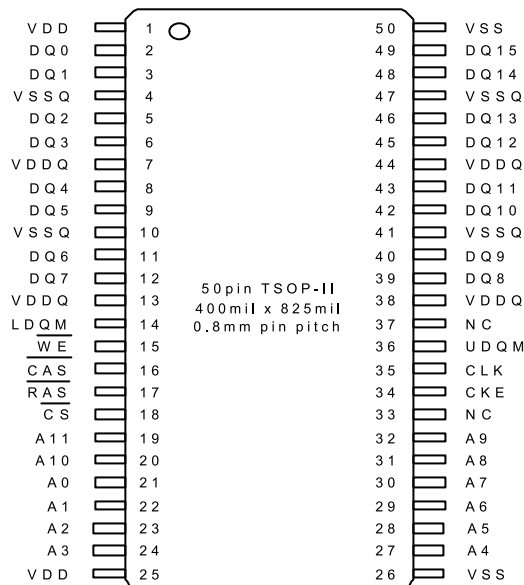 VDD 1 50 VSS
DQ0 2 49 DQ15
DQ1 3 48 DQ14
VSSQ 4 47 VSSQ
DQ2 5 46 DQ13
DQ3 6 45 DQ12
VDDQ 7 44 VDDQ
DQ4 8 43 DQ11
DQ5 9 42 DQ10
VSSQ 10 41 VSSQ
DQ6 11 40 DQ9
DQ7 12 39 DQ8
VDDQ 13 38 VDDQ
LDQM 14 37 NC
WE 15 36 UDQM
CAS 16 35 CLK
RAS 17 34 CKE
CS 18 33 NC
A11 19 32 A9
A10 20 31 A8
A0 21 30 A7
A1 22 29 A6
A2 23 28 A5
A3 24 27 A4
VDD 25 26 VSS
50pin TSOP-II
400mil x 825mil
0.8mm pin pitch